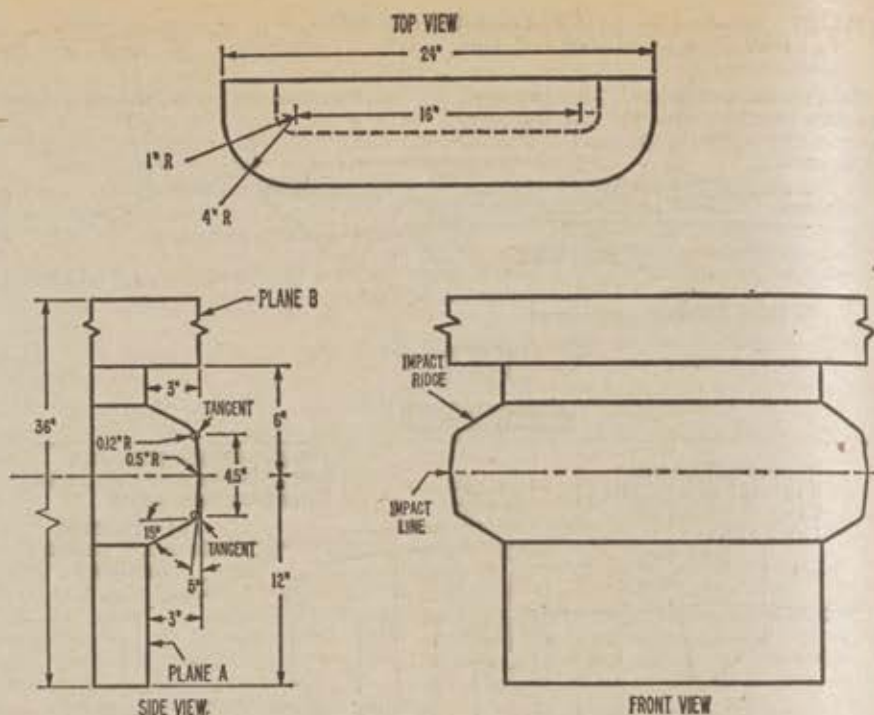 TOP VIEW
24"
16"
1" R
4" R
PLANE B
3"
TANGENT
36"
6"
0.12" R
0.5" R
4.5"
IMPACT
RIDGE
IMPACT
LINE
15°
TANGENT
5°
12"
3"
PLANE A
SIDE VIEW.
FRONT VIEW